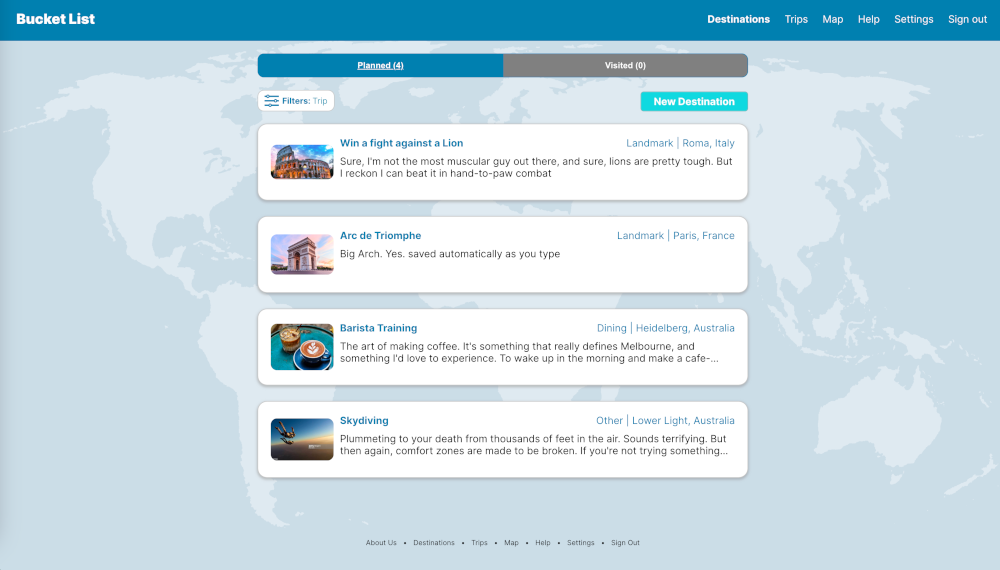 Bucket List
Destinations Trips Map Help Settings Sign out
Planned (4) Visited (0)
Filters: Trip
New Destination
Win a fight against a Lion Landmark | Roma, Italy
Sure, I'm not the most muscular guy out there, and sure, lions are pretty tough. But
I reckon I can beat it in hand-to-paw combat
Arc de Triomphe Landmark | Paris, France
Big Arch. Yes. saved automatically as you type
Barista Training Dining | Heidelberg, Australia
The art of making coffee. It's something that really defines Melbourne, and
something I'd love to experience. To wake up in the morning and make a cafe-...
Skydiving Other | Lower Light, Australia
Plummeting to your death from thousands of feet in the air. Sounds terrifying. But
then again, comfort zones are made to be broken. If you're not trying something...
About Us • Destinations • Trips • Map • Help • Settings • Sign Out